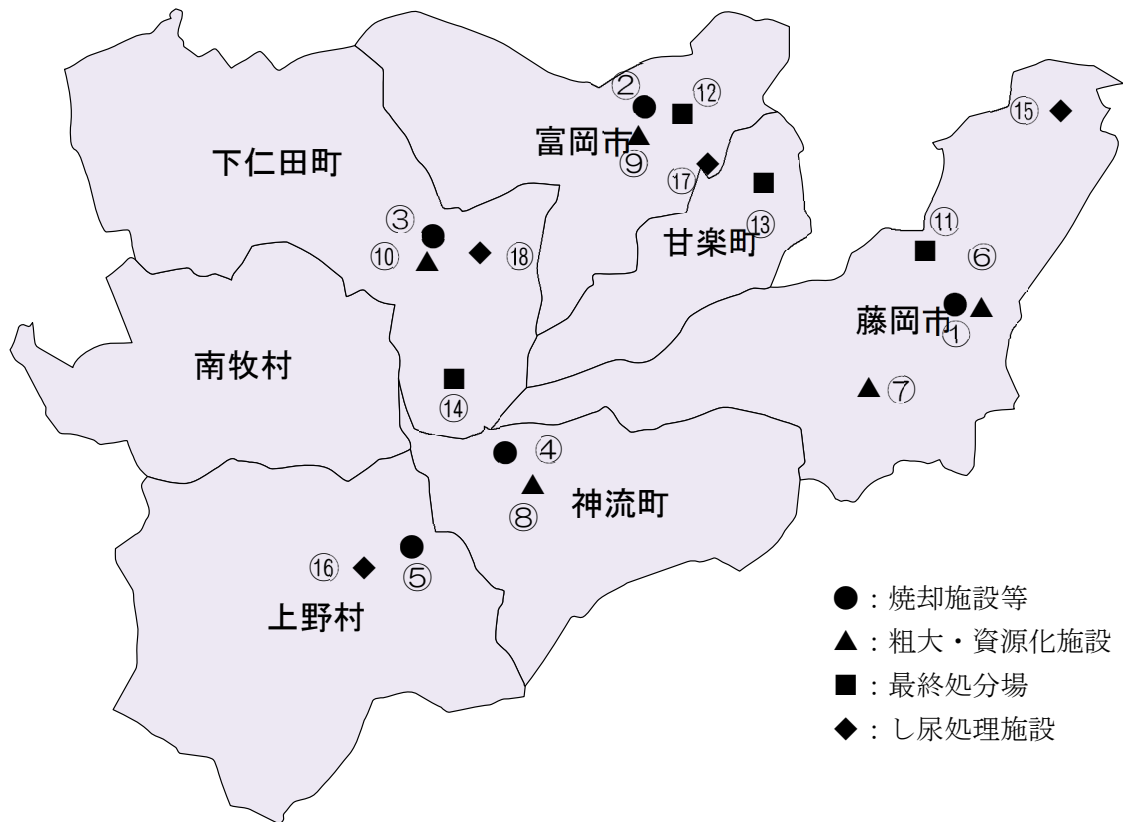 ②
⑫
⑮
富岡市
⑨
下仁田町
⑰
⑬
③
甘楽町
⑪
⑩
⑱
⑥
藤岡市
①
南牧村
⑦
⑭
④
⑧
神流町
⑯
⑤
上野村
●：焼却施設等
▲：粗大・資源化施設
■：最終処分場
◆：し尿処理施設